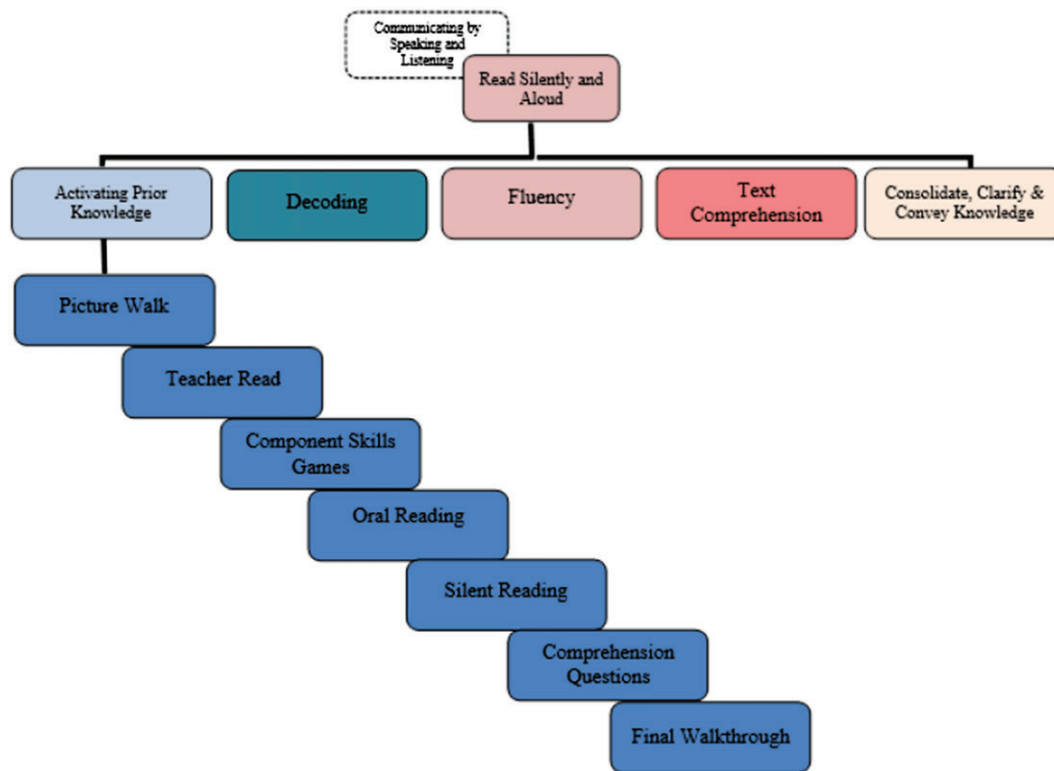 Communicating by
Speaking and
Listening
Read Silently and
Aloud
Activating Prior
Knowledge
Decoding
Fluency
Text
Comprehension
Consolidate, Clarify &
Convey Knowledge
Picture Walk
Teacher Read
Component Skills
Games
Oral Reading
Silent Reading
Comprehension
Questions
Final Walkthrough